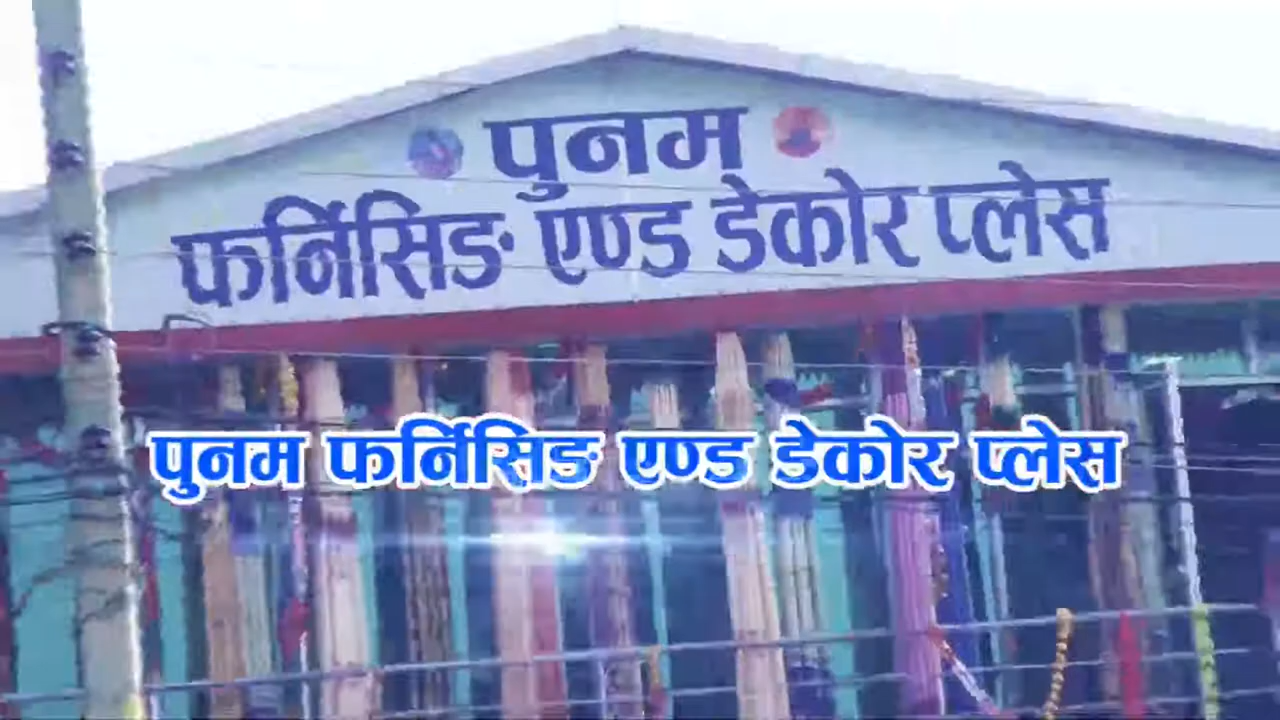 पुनम
फर्निसिङ एण्ड डेकोर प्लेस
पुनम फर्निसिङ एण्ड डेकोर प्लेस